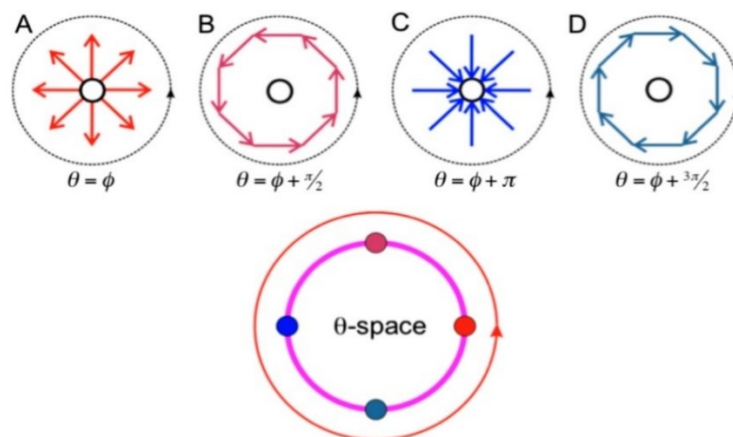 A B C D
θ = ϕ θ = ϕ + π/2 θ = ϕ + π θ = ϕ + 3π/2
θ-space